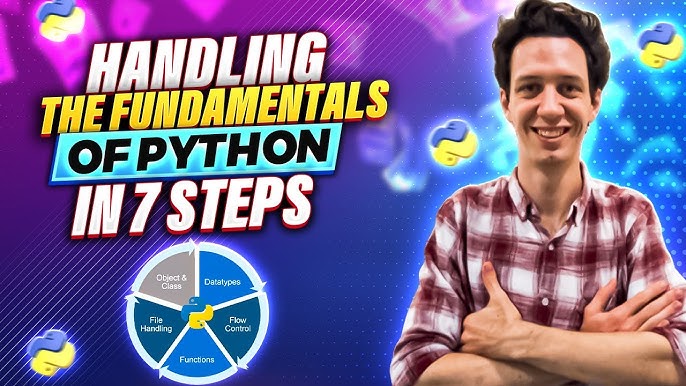 HANDLING
THE FUNDAMENTALS
OF PYTHON
IN 7 STEPS
Object &
Class
Datatypes
File
Handling
Flow
Control
Functions